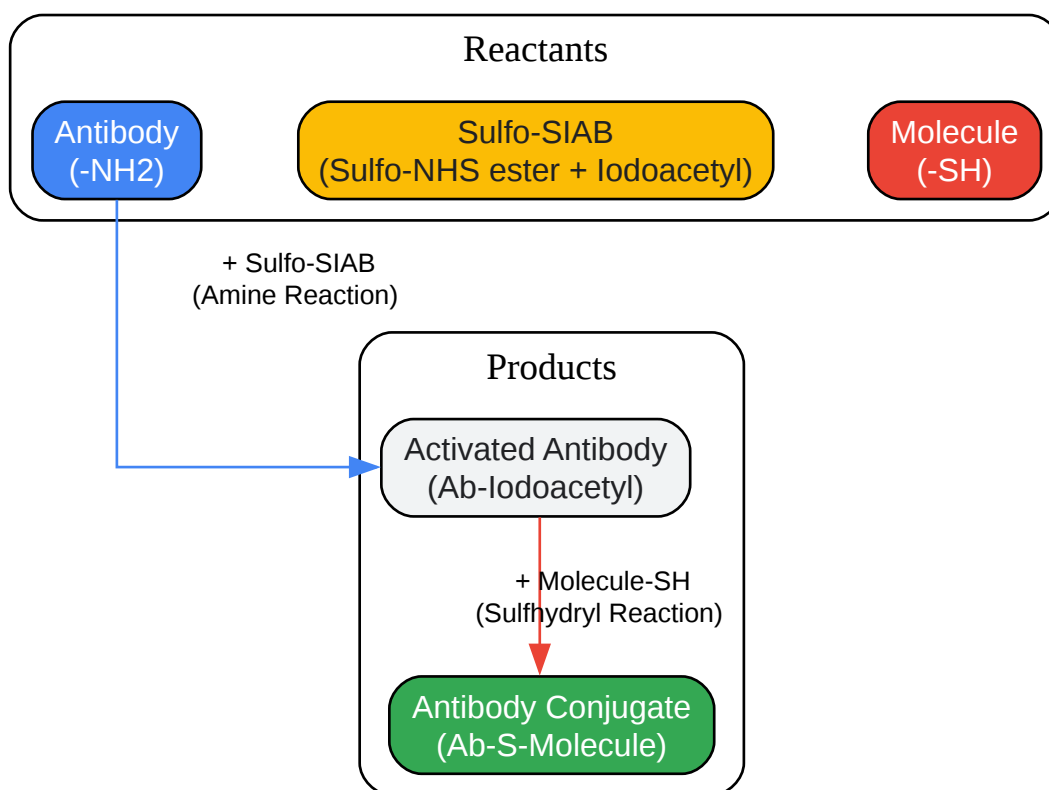 Reactants
Antibody
(-NH2)
Sulfo-SIAB
(Sulfo-NHS ester + Iodoacetyl)
Molecule
(-SH)
+ Sulfo-SIAB
(Amine Reaction)
Products
Activated Antibody
(Ab-Iodoacetyl)
+ Molecule-SH
(Sulfhydryl Reaction)
Antibody Conjugate
(Ab-S-Molecule)